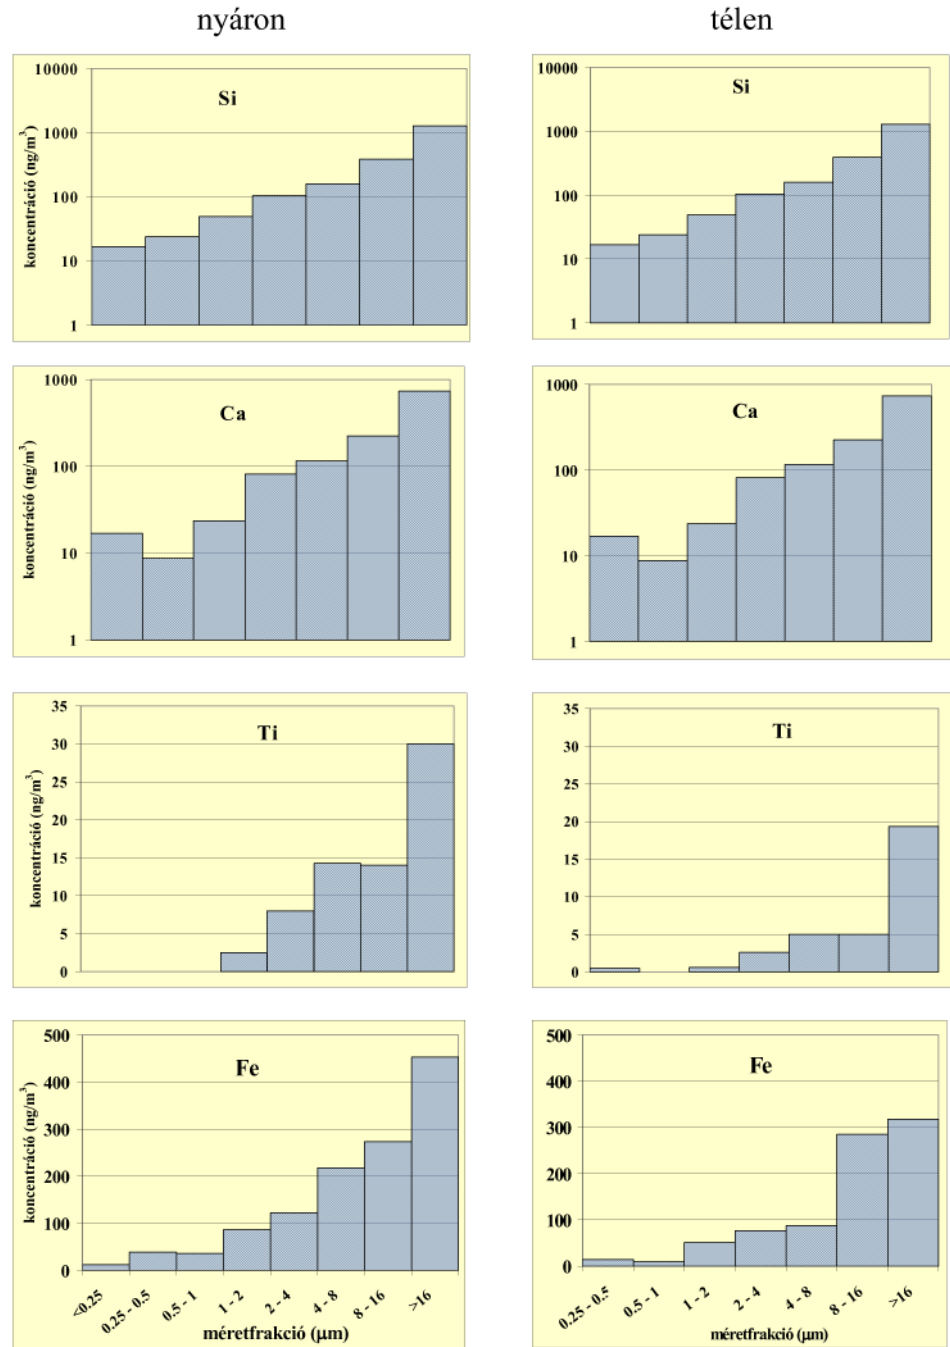 nyáron
télen
koncentráció (ng/m³)
10000
1000
100
10
1
Si
10000
1000
100
10
1
Si
koncentráció (ng/m³)
1000
100
10
1
Ca
1000
100
10
1
Ca
koncentráció (ng/m³)
35
30
25
20
15
10
5
0
Ti
35
30
25
20
15
10
5
0
Ti
koncentráció (ng/m³)
500
400
300
200
100
0
Fe
<0.25
0.25 - 0.5
0.5 - 1
1 - 2
2 - 4
4 - 8
8 - 16
>16
méretfrakció (µm)
500
400
300
200
100
0
Fe
0.25 - 0.5
0.5 - 1
1 - 2
2 - 4
4 - 8
8 - 16
>16
méretfrakció (µm)